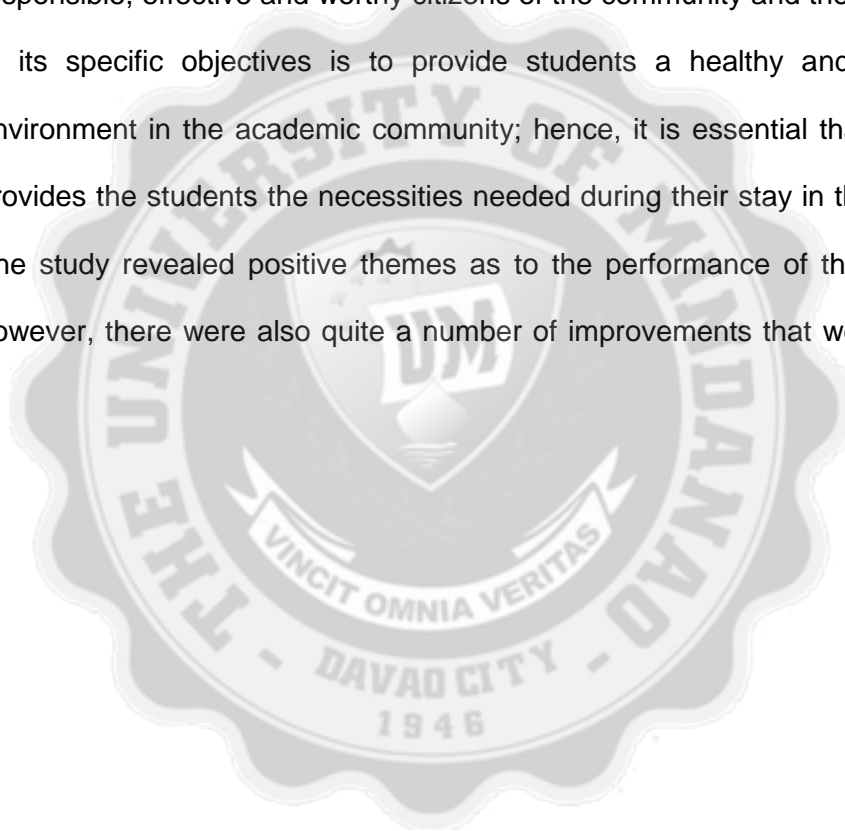 esponsible, effective and worthy citizens of the community and the
its specific objectives is to provide students a healthy and
nvironment in the academic community; hence, it is essential tha
rovides the students the necessities needed during their stay in th
ne study revealed positive themes as to the performance of th
owever, there were also quite a number of improvements that we
THE UNIVERSITY OF MINDANAO
UM
VINCIT OMNIA VERITAS
DAVAO CITY
1946